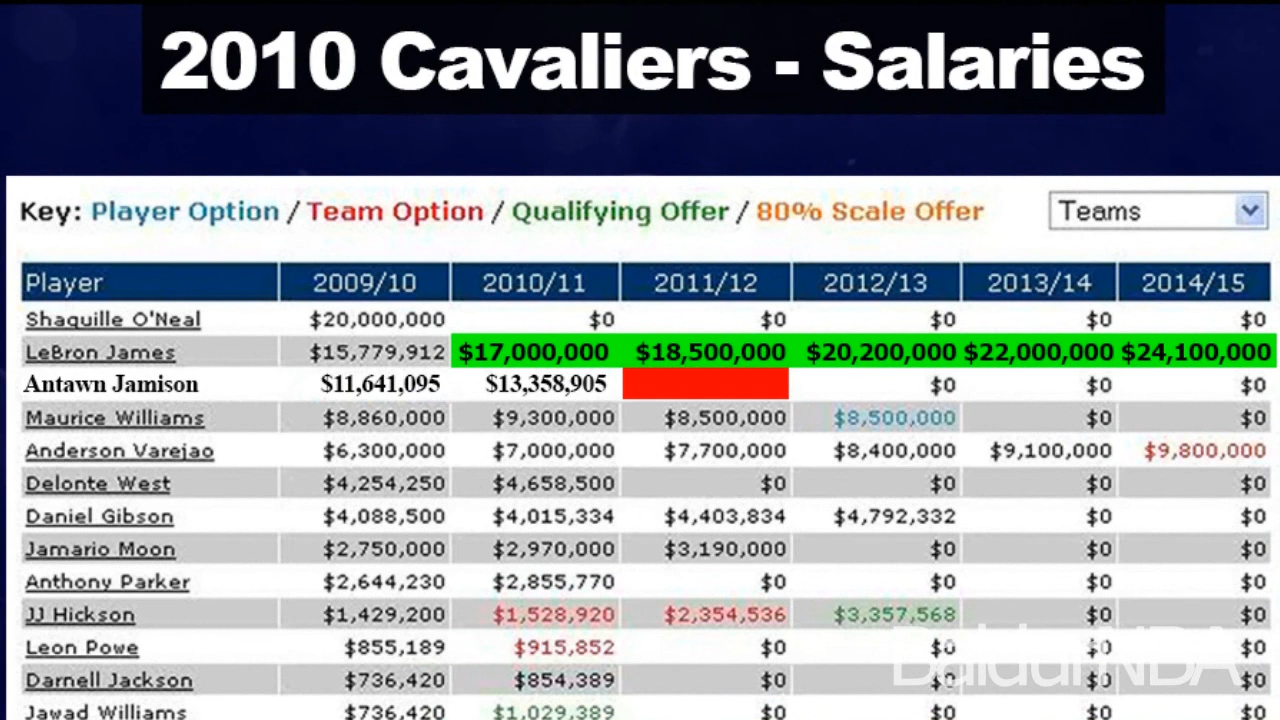 2010 Cavaliers - Salaries
Key: Player Option / Team Option / Qualifying Offer / 80% Scale Offer Teams
Player 2009/10 2010/11 2011/12 2012/13 2013/14 2014/15
Shaquille O'Neal $20,000,000 $0 $0 $0 $0 $0
LeBron James $15,779,912 $17,000,000 $18,500,000 $20,200,000 $22,000,000 $24,100,000
Antawn Jamison $11,641,095 $13,358,905 $0 $0 $0
Maurice Williams $8,860,000 $9,300,000 $8,500,000 $8,500,000 $0 $0
Anderson Varejao $6,300,000 $7,000,000 $7,700,000 $8,400,000 $9,100,000 $9,800,000
Delonte West $4,254,250 $4,658,500 $0 $0 $0 $0
Daniel Gibson $4,088,500 $4,015,334 $4,403,834 $4,792,332 $0 $0
Jamario Moon $2,750,000 $2,970,000 $3,190,000 $0 $0 $0
Anthony Parker $2,644,230 $2,855,770 $0 $0 $0 $0
JJ Hickson $1,429,200 $1,528,920 $2,354,536 $3,357,568 $0 $0
Leon Powe $855,189 $915,852 $0 $0 $0 $0
Darnell Jackson $736,420 $854,389 $0 $0 $0 $0
Jawad Williams $736,420 $1,029,389 $0 $0 $0 $0